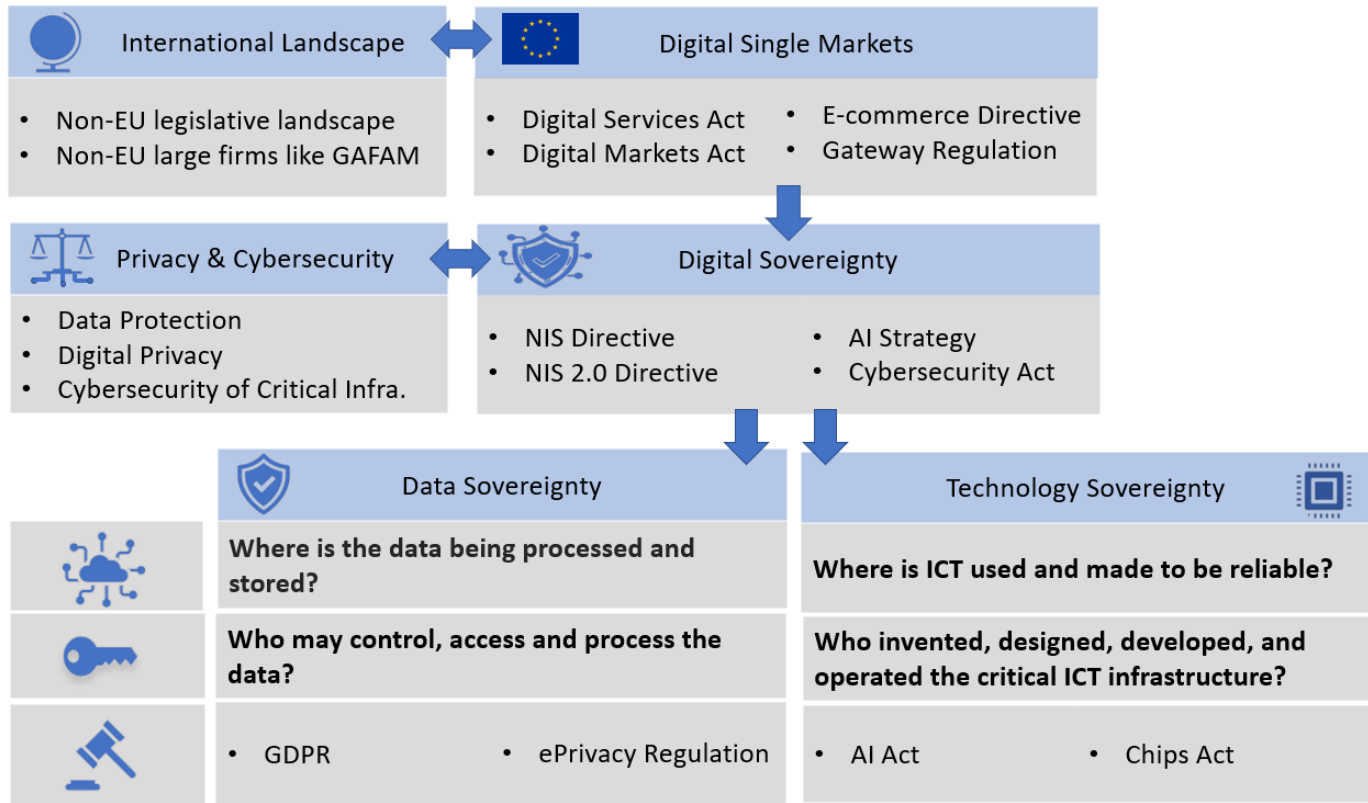 International Landscape
Digital Single Markets
• Non-EU legislative landscape
• Non-EU large firms like GAFAM
• Digital Services Act
• Digital Markets Act
• E-commerce Directive
• Gateway Regulation
Privacy & Cybersecurity
Digital Sovereignty
• Data Protection
• Digital Privacy
• Cybersecurity of Critical Infra.
• NIS Directive
• NIS 2.0 Directive
• AI Strategy
• Cybersecurity Act
Data Sovereignty
Technology Sovereignty
Where is the data being processed and
stored?
Where is ICT used and made to be reliable?
Who may control, access and process the
data?
Who invented, designed, developed, and
operated the critical ICT infrastructure?
• GDPR
• ePrivacy Regulation
• AI Act
• Chips Act